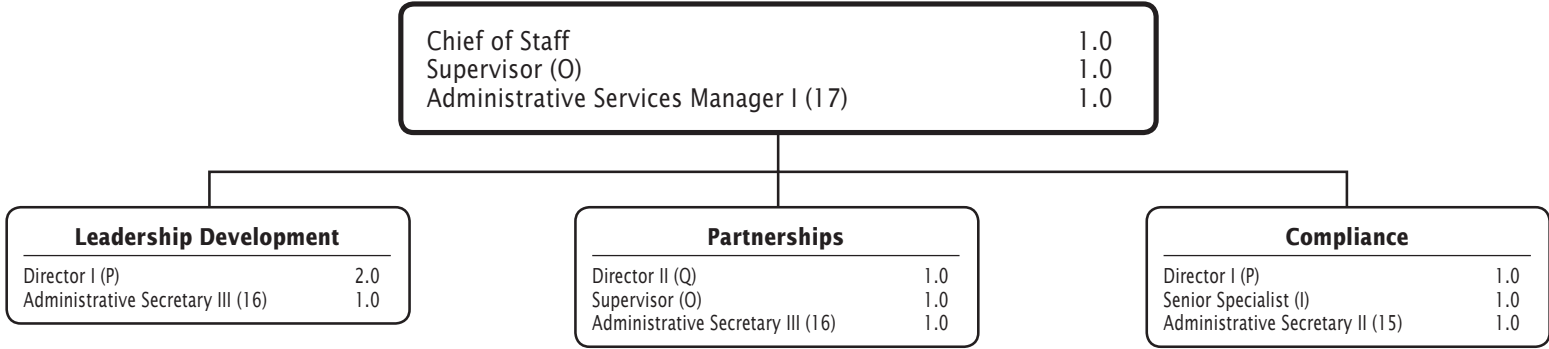 Chief of Staff 1.0
Supervisor (O) 1.0
Administrative Services Manager I (17) 1.0
Leadership Development
Director I (P) 2.0
Administrative Secretary III (16) 1.0
Partnerships
Director II (Q) 1.0
Supervisor (O) 1.0
Administrative Secretary III (16) 1.0
Compliance
Director I (P) 1.0
Senior Specialist (I) 1.0
Administrative Secretary II (15) 1.0